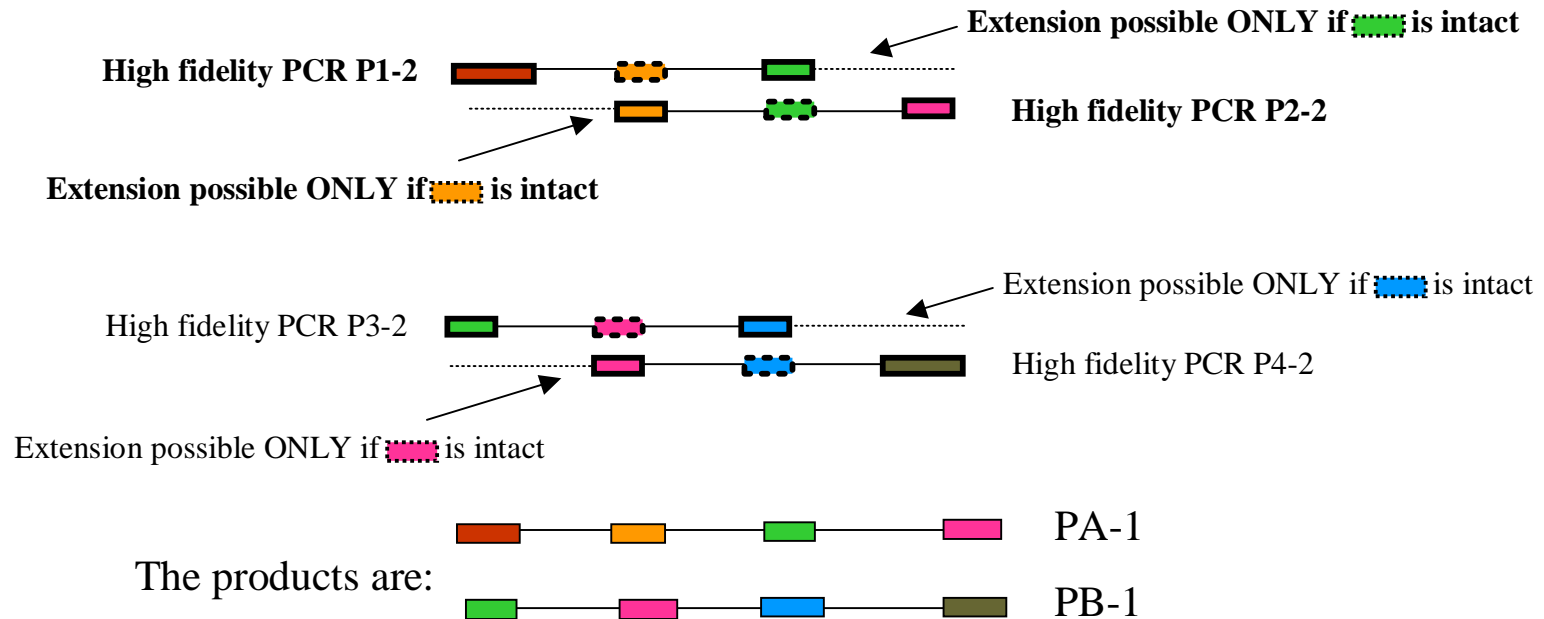 Extension possible ONLY if is intact
High fidelity PCR P1-2
High fidelity PCR P2-2
Extension possible ONLY if is intact
Extension possible ONLY if is intact
High fidelity PCR P3-2
High fidelity PCR P4-2
Extension possible ONLY if is intact
PA-1
The products are:
PB-1